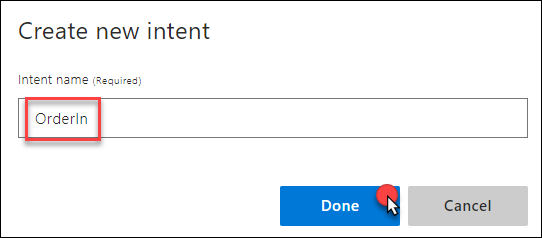 Create new intent
Intent name (Required)
OrderIn
Done Cancel